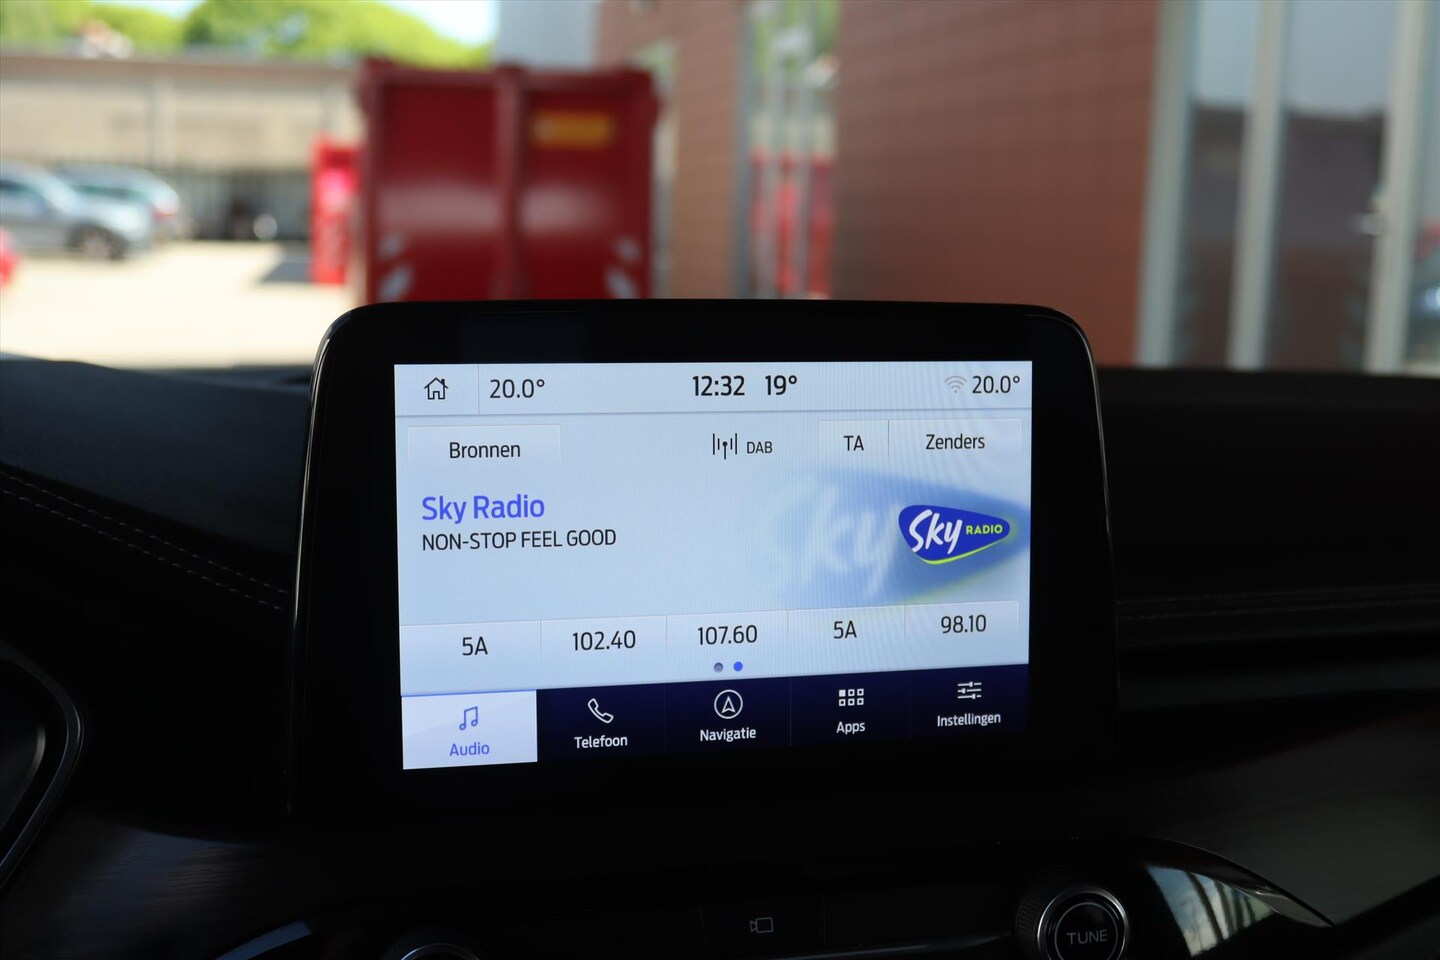 20.0° 12:32 19° 20.0°
Bronnen DAB TA Zenders
Sky Radio
NON-STOP FEEL GOOD
Sky RADIO
5A 102.40 107.60 5A 98.10
Audio Telefoon Navigatie Apps Instellingen
TUNE